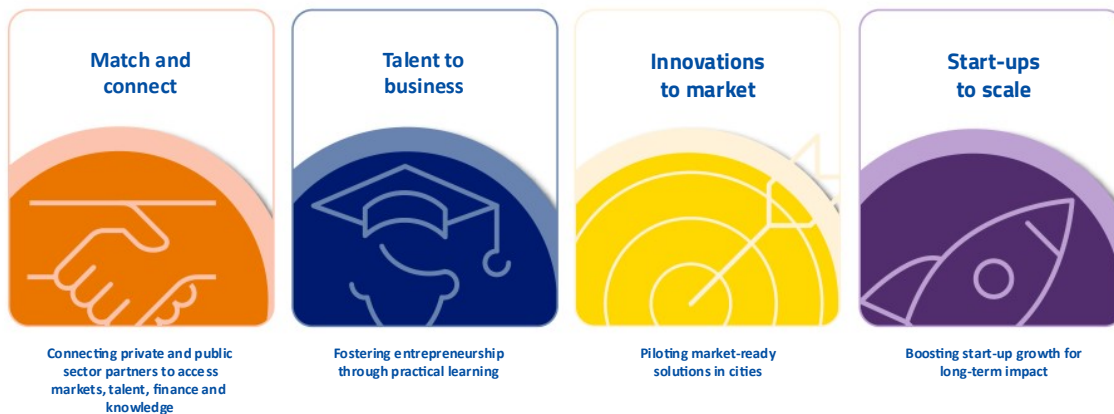 Match and
connect
Talent to
business
Innovations
to market
Start-ups
to scale
Connecting private and public
sector partners to access
markets, talent, finance and
knowledge
Fostering entrepreneurship
through practical learning
Piloting market-ready
solutions in cities
Boosting start-up growth for
long-term impact